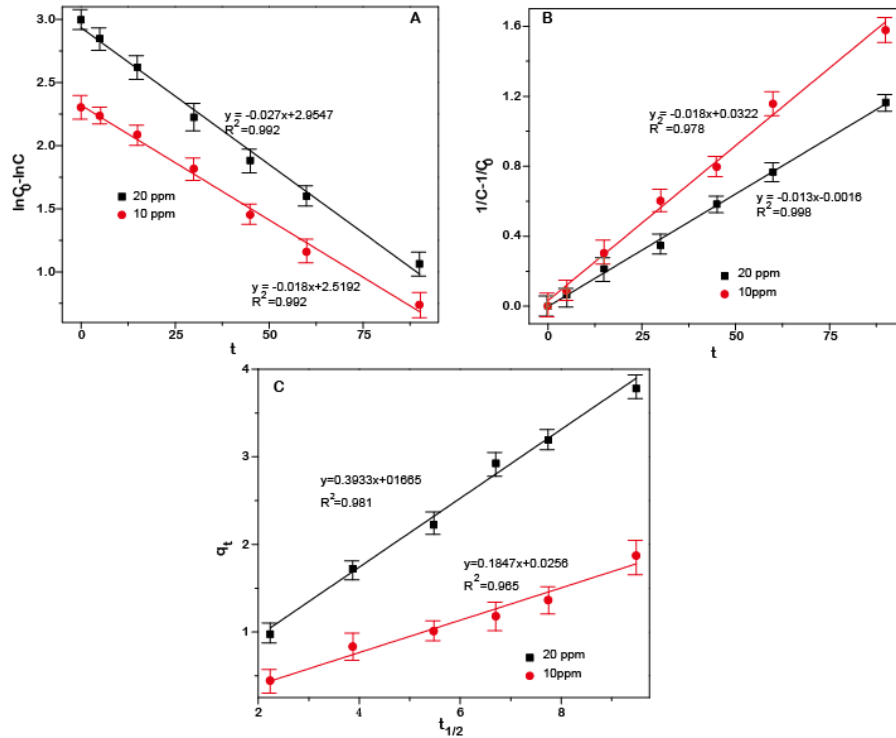 A
3.0
2.5
2.0
1.5
1.0
lnC0-lnC
y = -0.027x+2.9547
R2=0.992
20 ppm
10 ppm
y = -0.018x+2.5192
R2=0.992
0
25
50
75
t
B
1.6
1.2
0.8
0.4
0.0
1/C-1/C0
y = -0.018x+0.0322
R2=0.978
y = -0.013x-0.0016
R2=0.998
20 ppm
10ppm
0
25
50
75
t
C
4
3
2
1
qt
y=0.3933x+01665
R2=0.981
y=0.1847x+0.0256
R2=0.965
20 ppm
10ppm
2
4
6
8
t1/2